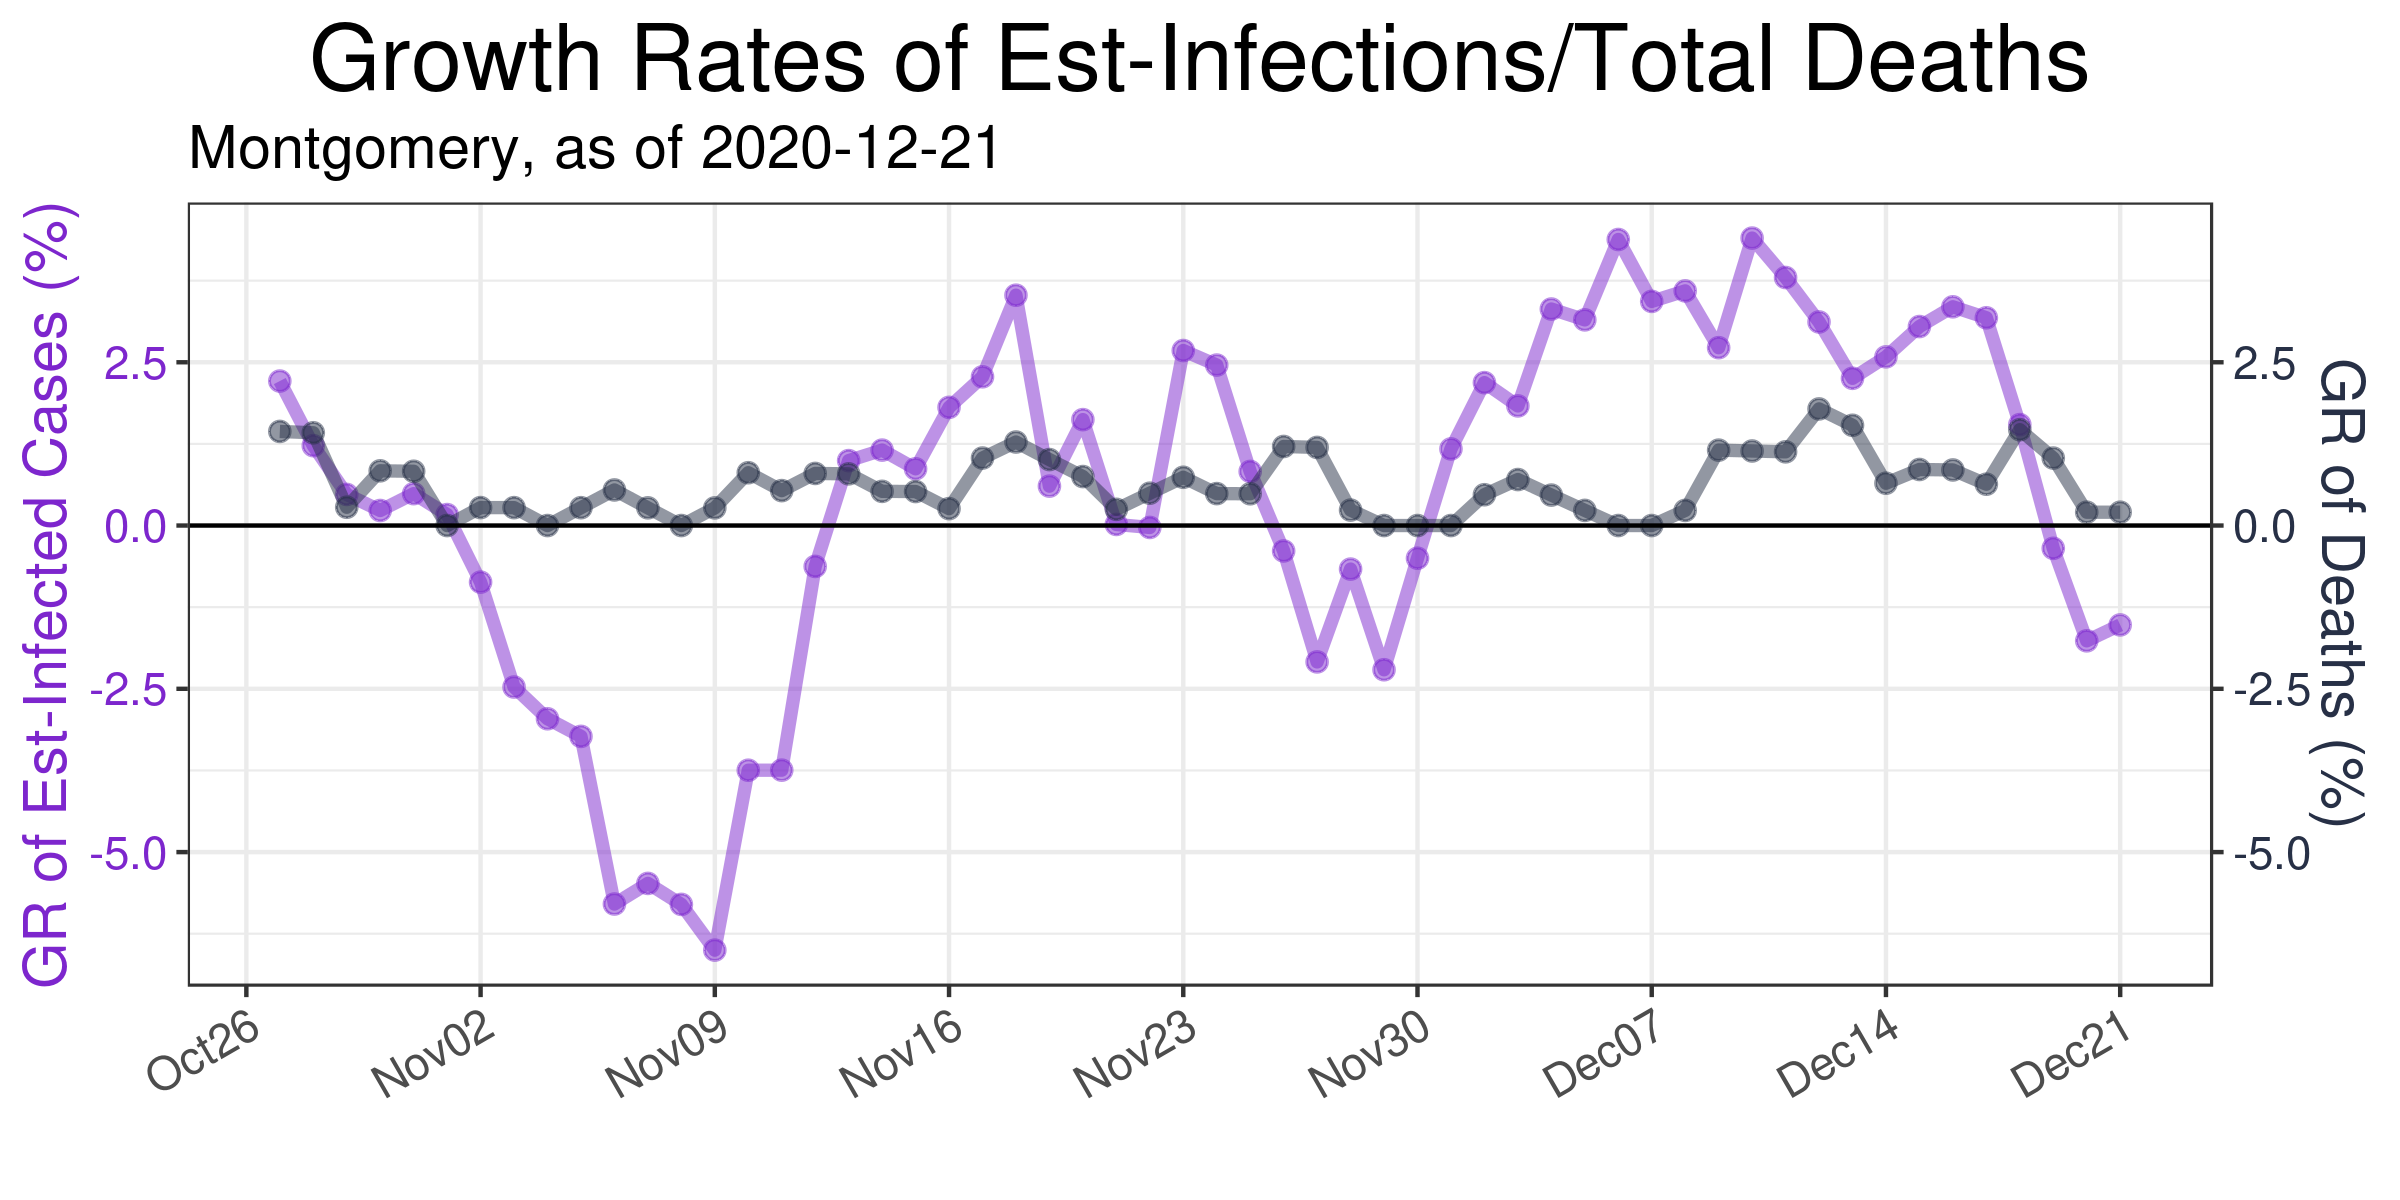 Growth Rates of Est-Infections/Total Deaths
Montgomery, as of 2020-12-21
GR of Est-Infected Cases (%)
2.5
0.0
-2.5
-5.0
2.5
0.0
-2.5
-5.0
GR of Deaths (%)
Oct26
Nov02
Nov09
Nov16
Nov23
Nov30
Dec07
Dec14
Dec21